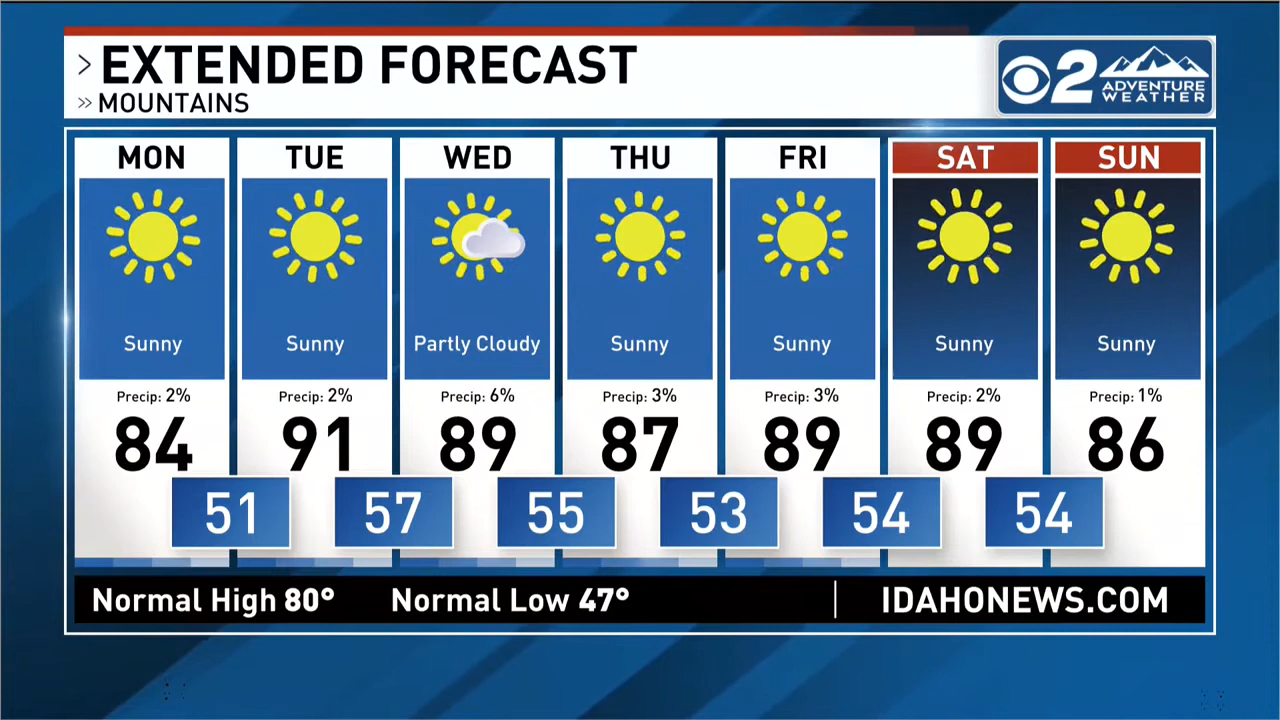 > EXTENDED FORECAST
» MOUNTAINS
2 ADVENTURE
WEATHER
MON TUE WED THU FRI SAT SUN
Sunny Sunny Partly Cloudy Sunny Sunny Sunny Sunny
Precip: 2% Precip: 2% Precip: 6% Precip: 3% Precip: 3% Precip: 2% Precip: 1%
84 91 89 87 89 89 86
51 57 55 53 54 54
Normal High 80° Normal Low 47° IDAHONEWS.COM